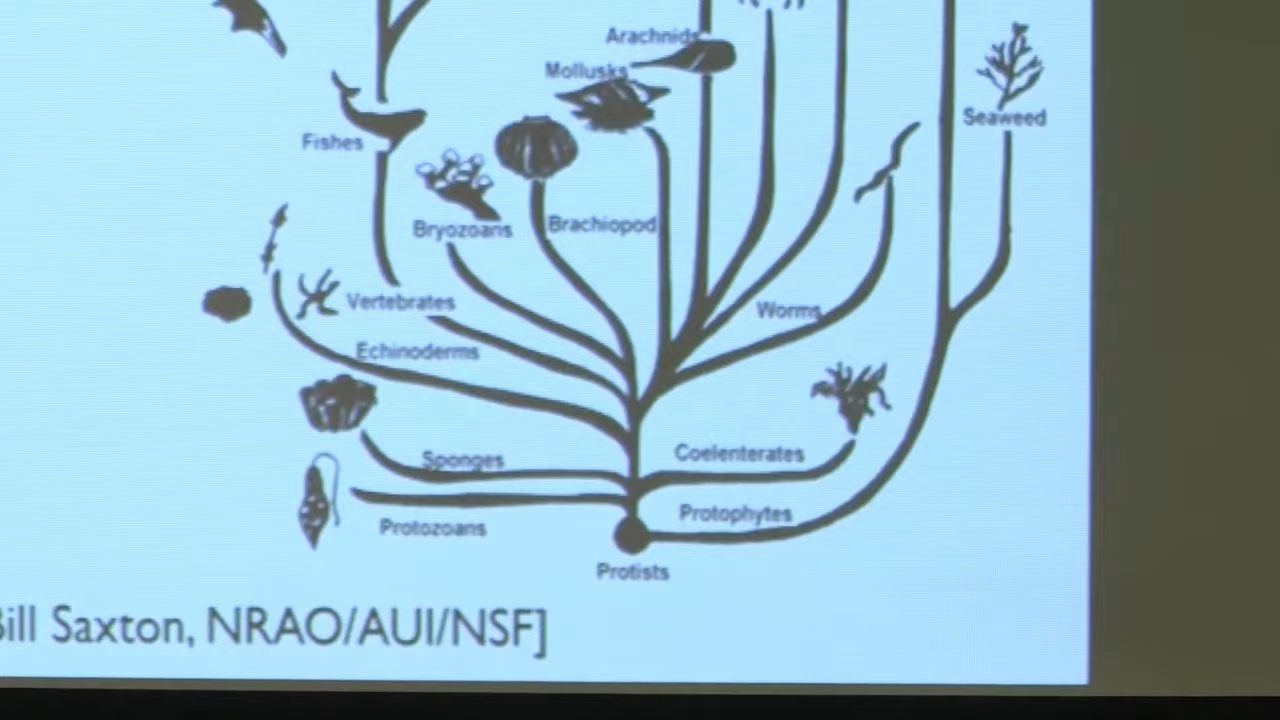 Arachnids
Mollusks
Seaweed
Fishes
Brachiopod
Bryozoans
Vertebrates
Worms
Echinoderms
Coelenterates
Sponges
Protophytes
Protozoans
Protists
Bill Saxton, NRAO/AUI/NSF]